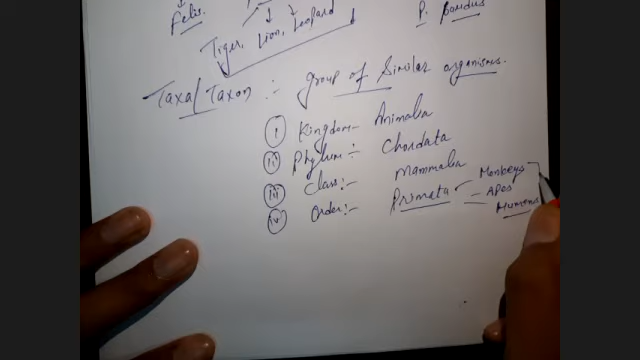 Felis.
Tiger, Lion, Leopard
P. pardus
Taxa/Taxon :- group of Similar organisms.
(i) Kingdom- Animalia
(ii) Phylum :- Chordata
(iii) Class:- Mammalia
(iv) Order:- Primata - Monkeys
- Apes
- Humans